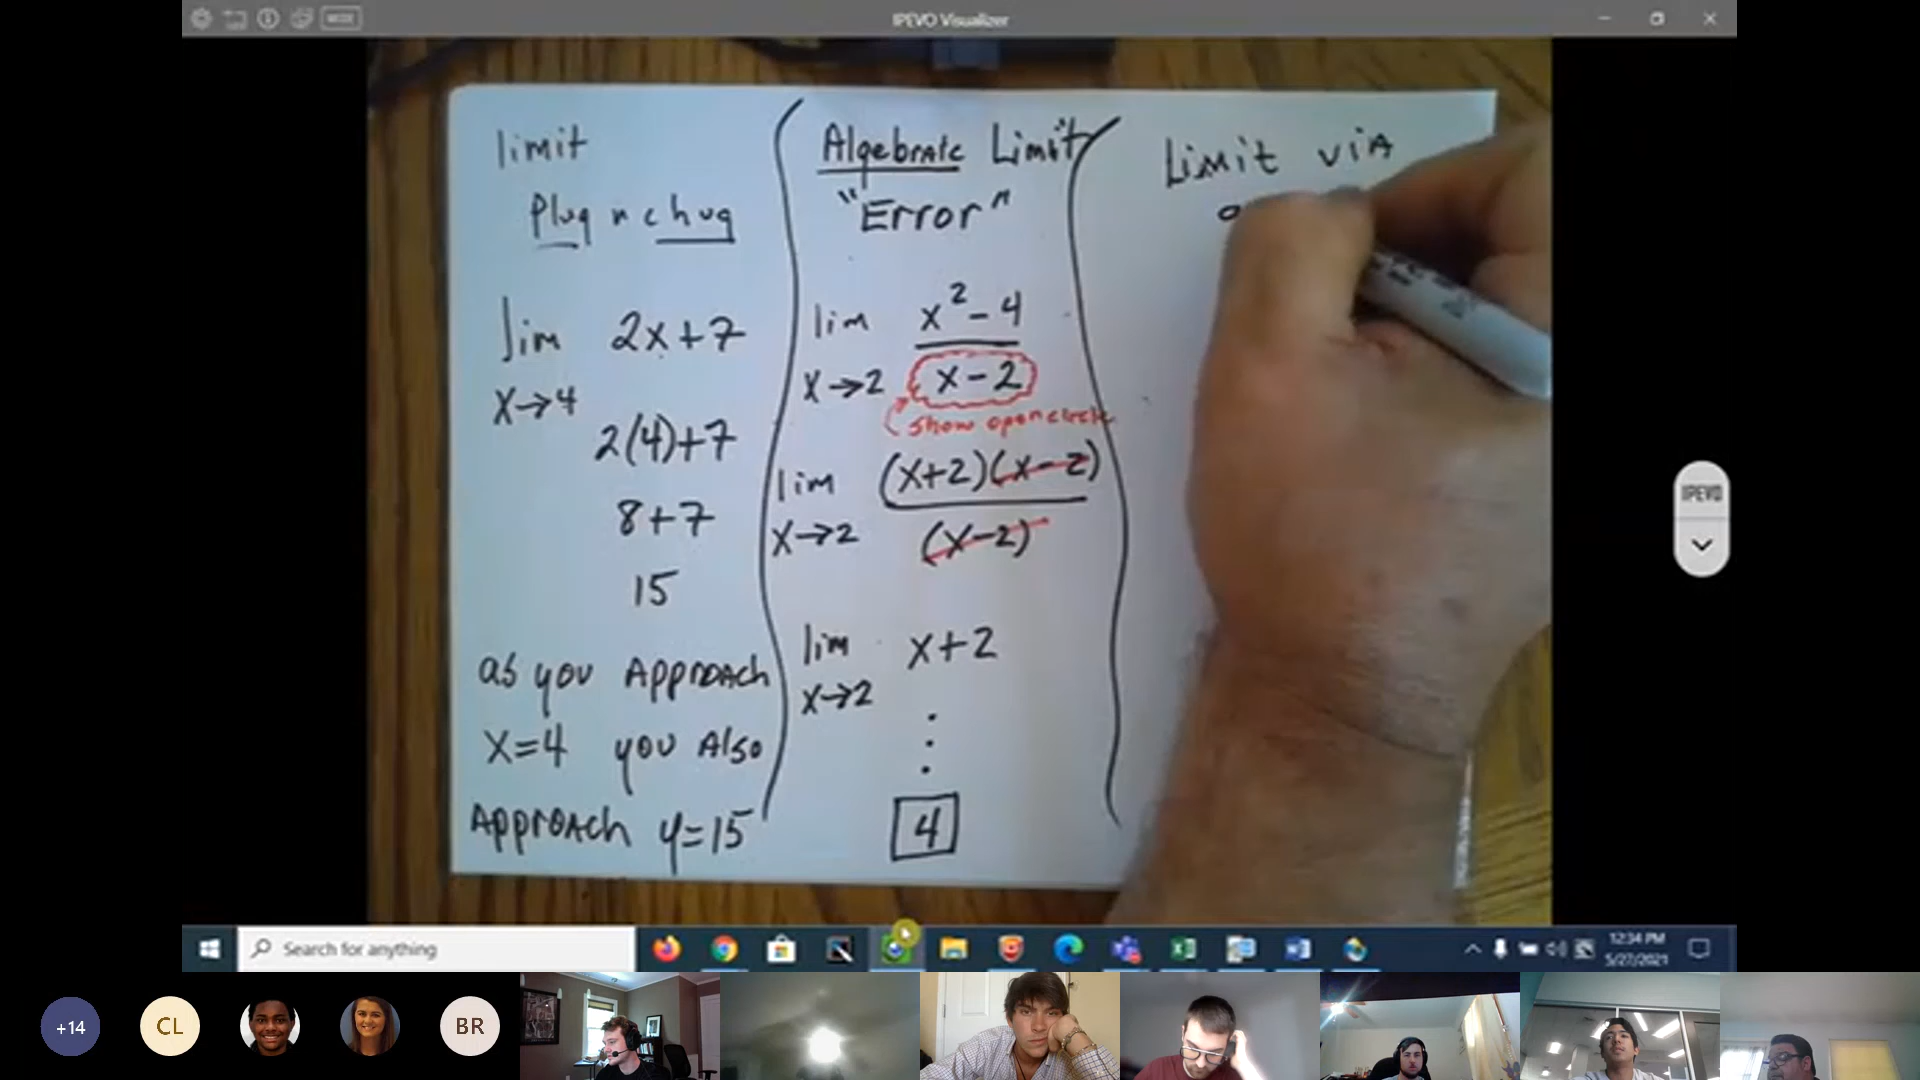 IPEVO Visualizer
limit
Plug n chug
lim 2x+7
x→4
2(4)+7
8+7
15
as you Approach
x=4 you Also
Approach y=15
Algebraic Limit
"Error"
lim x²-4
x→2 x-2
show open circle
lim (x+2)(x-2)
x→2 (x-2)
lim x+2
x→2
4
Limit via
IPEVO
Search for anything
12:34 PM
5/27/2021
+14
CL
BR